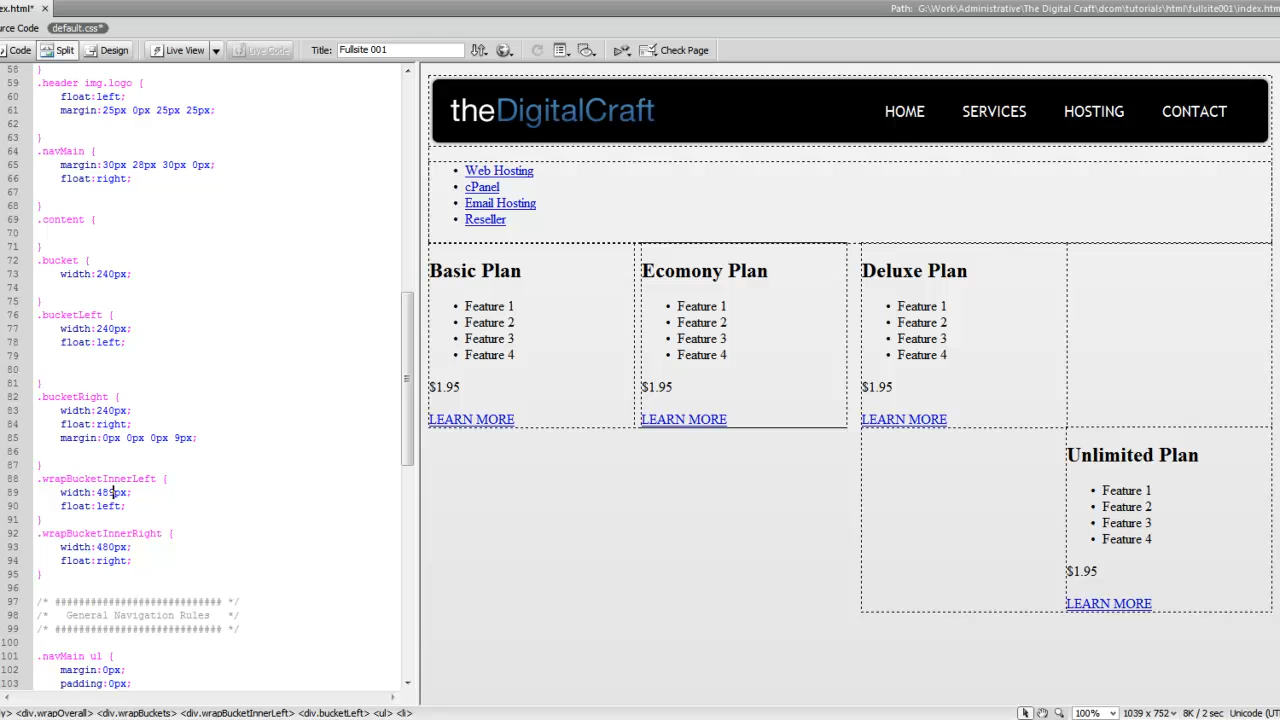 ex.html* × Path: G:\Work\Administrative\The Digital Craft\dcom\tutorials\html\fullsite001\index.htm
urce Code default.css*
Code Split Design Live View Live Code Title: Fullsite 001 Check Page
58 }
59 .header img.logo {
60 float:left;
61 margin:25px 0px 25px 25px;
62
63 }
64 .navMain {
65 margin:30px 28px 30px 0px;
66 float:right;
67
68 }
69 .content {
70
71 }
72 .bucket {
73 width:240px;
74
75 }
76 .bucketLeft {
77 width:240px;
78 float:left;
79
80
81 }
82 .bucketRight {
83 width:240px;
84 float:right;
85 margin:0px 0px 0px 9px;
86
87 }
88 .wrapBucketInnerLeft {
89 width:489px;
90 float:left;
91 }
92 .wrapBucketInnerRight {
93 width:480px;
94 float:right;
95 }
96
97 /* ############################ */
98 /* General Navigation Rules */
99 /* ############################ */
100
101 .navMain ul {
102 margin:0px;
103 padding:0px;
theDigitalCraft HOME SERVICES HOSTING CONTACT
• Web Hosting
• cPanel
• Email Hosting
• Reseller
Basic Plan
• Feature 1
• Feature 2
• Feature 3
• Feature 4
$1.95
LEARN MORE
Ecomony Plan
• Feature 1
• Feature 2
• Feature 3
• Feature 4
$1.95
LEARN MORE
Deluxe Plan
• Feature 1
• Feature 2
• Feature 3
• Feature 4
$1.95
LEARN MORE
Unlimited Plan
• Feature 1
• Feature 2
• Feature 3
• Feature 4
$1.95
LEARN MORE
y> <div.wrapOverall> <div.wrapBuckets> <div.wrapBucketInnerLeft> <div.bucketLeft> <ul> <li> 100% 1039 x 752 8K / 2 sec Unicode (UT